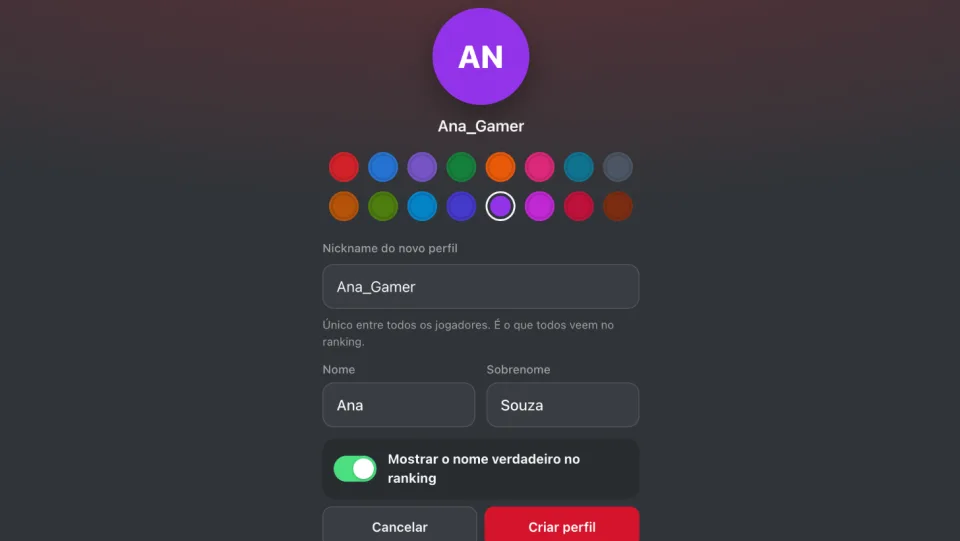 AN
Ana_Gamer
Nickname do novo perfil
Ana_Gamer
Único entre todos os jogadores. É o que todos veem no
ranking.
Nome
Sobrenome
Ana
Souza
Mostrar o nome verdadeiro no
ranking
Cancelar
Criar perfil